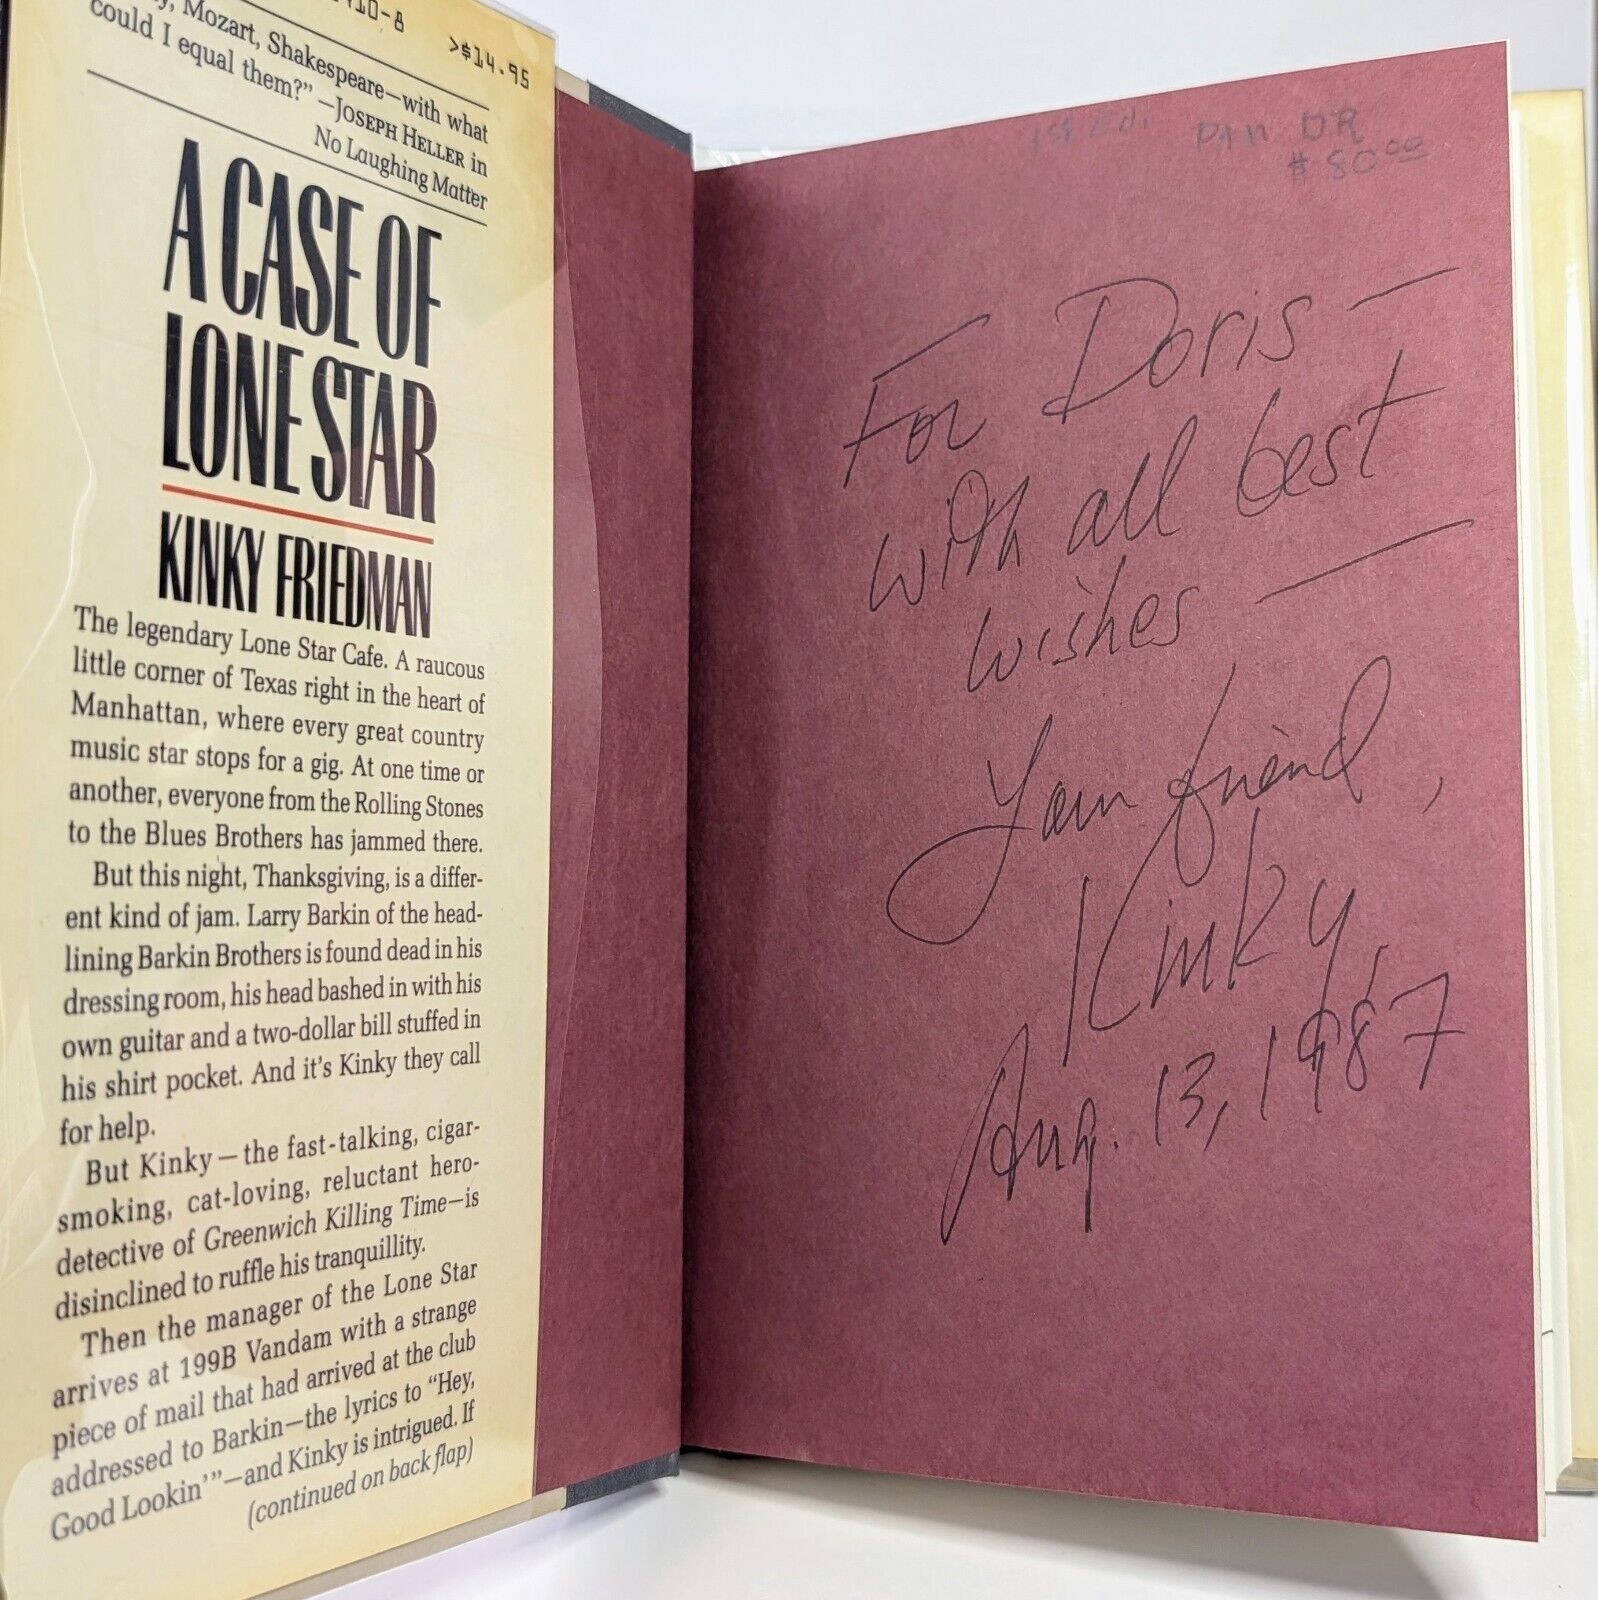 910-8 >$14.95
Mozart, Shakespeare—with what
could I equal them?" —JOSEPH HELLER in
No Laughing Matter
A CASE OF
LONE STAR
KINKY FRIEDMAN
The legendary Lone Star Cafe. A raucous
little corner of Texas right in the heart of
Manhattan, where every great country
music star stops for a gig. At one time or
another, everyone from the Rolling Stones
to the Blues Brothers has jammed there.
But this night, Thanksgiving, is a differ-
ent kind of jam. Larry Barkin of the head-
lining Barkin Brothers is found dead in his
dressing room, his head bashed in with his
own guitar and a two-dollar bill stuffed in
his shirt pocket. And it's Kinky they call
for help.
But Kinky—the fast-talking, cigar-
smoking, cat-loving, reluctant hero-
detective of Greenwich Killing Time—is
disinclined to ruffle his tranquillity.
Then the manager of the Lone Star
arrives at 199B Vandam with a strange
piece of mail that had arrived at the club
addressed to Barkin—the lyrics to "Hey,
Good Lookin'"—and Kinky is intrigued. If
(continued on back flap)
1st Ed. DR
$80.00
For Doris —
with all best
wishes —
Your friend,
Kinky
Aug. 13, 1987